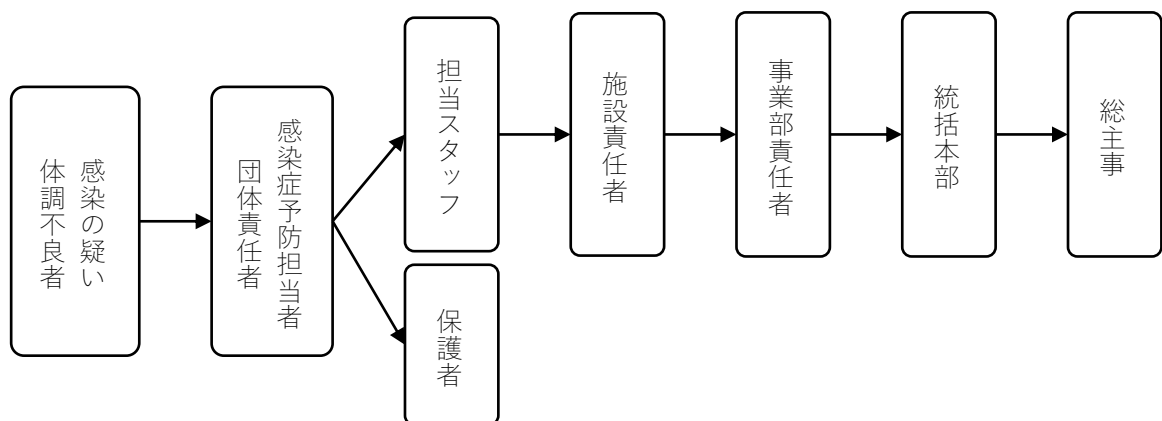 感染の疑い
体調不良者
感染症予防担当者
団体責任者
担当スタッフ
保護者
施設責任者
事業部責任者
統括本部
総主事